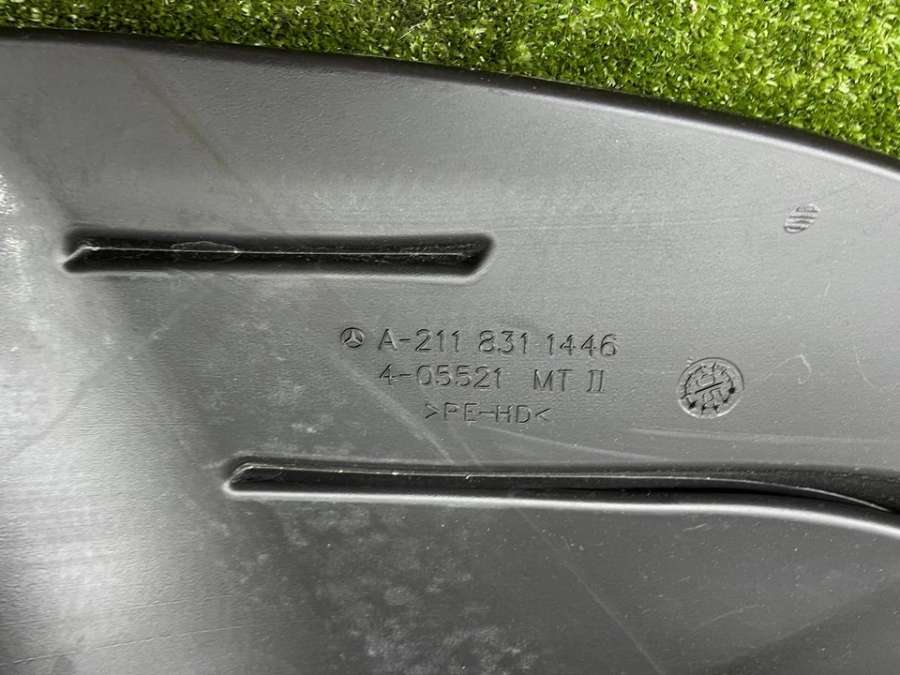 A-211 831 1446
4-05521 MT II
>PE-HD<